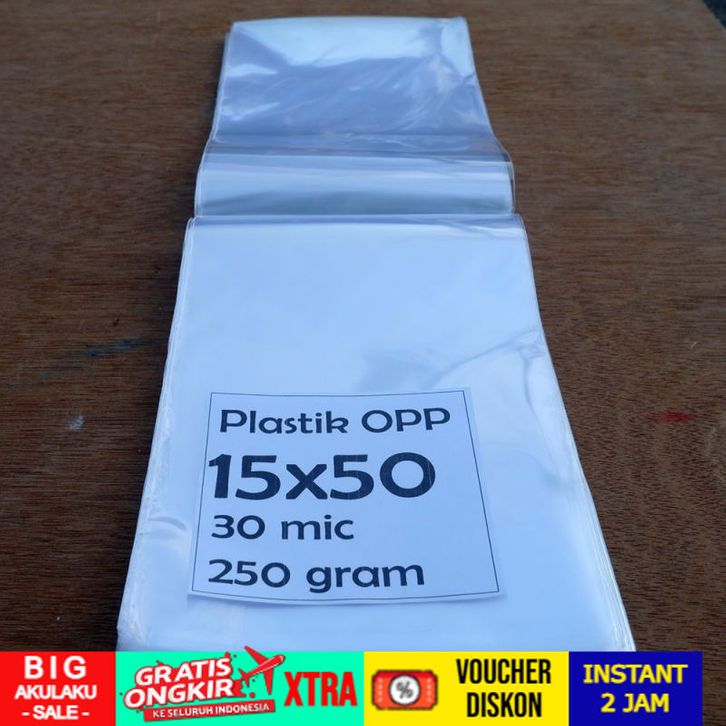 Plastik OPP
15x50
30 mic
250 gram
BIG
AKULAKU
- SALE -
GRATIS
ONGKIR
KE SELURUH INDONESIA
XTRA
%
VOUCHER
DISKON
INSTANT
2 JAM